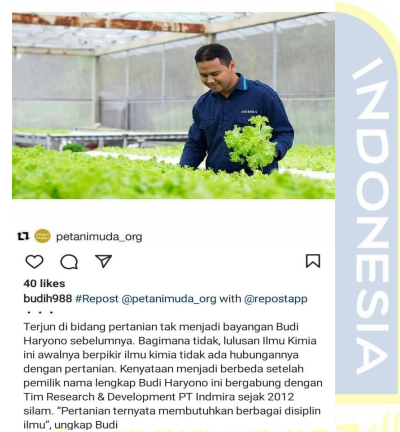 INDONESIA
petanimuda_org
40 likes
budih988 #Repost @petanimuda_org with @repostapp
· · ·
Terjun di bidang pertanian tak menjadi bayangan Budi
Haryono sebelumnya. Bagimana tidak, lulusan Ilmu Kimia
ini awalnya berpikir ilmu kimia tidak ada hubungannya
dengan pertanian. Kenyataan menjadi berbeda setelah
pemilik nama lengkap Budi Haryono ini bergabung dengan
Tim Research & Development PT Indmira sejak 2012
silam. “Pertanian ternyata membutuhkan berbagai disiplin
ilmu”, ungkap Budi